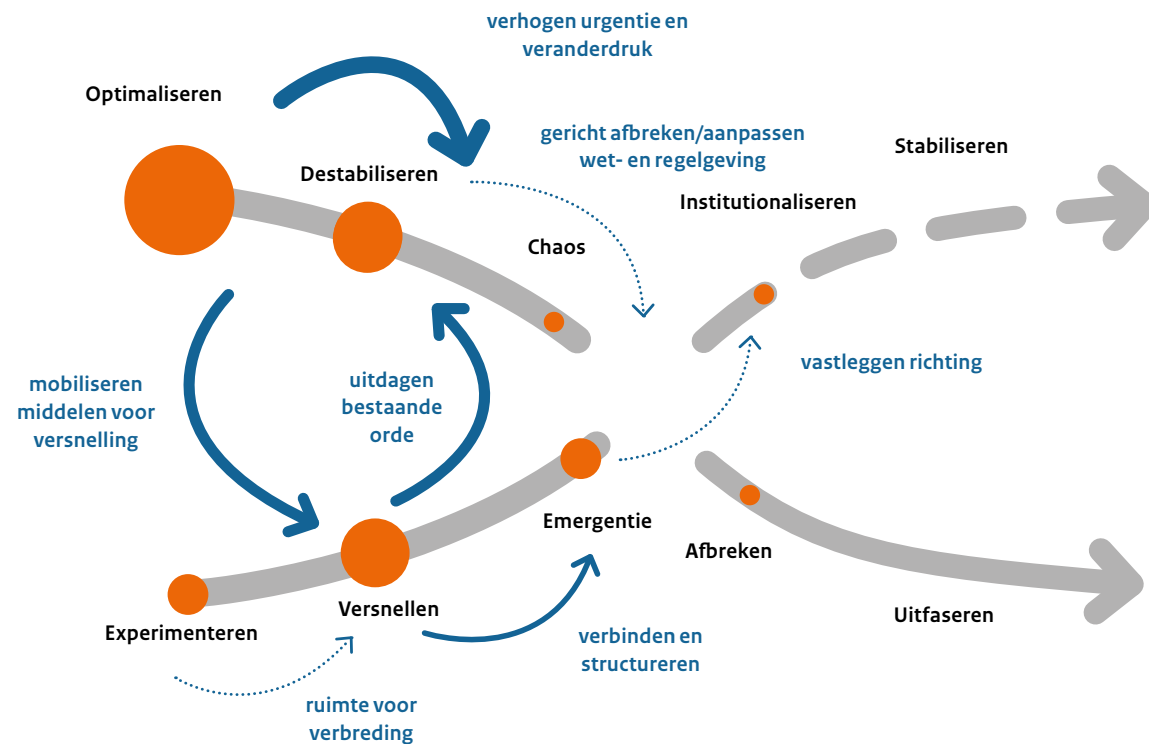 verhogen urgentie en
veranderdruk
Optimaliseren
gericht afbreken/aanpassen
wet- en regelgeving
Stabiliseren
Destabiliseren
Institutionaliseren
Chaos
vastleggen richting
mobiliseren
middelen voor
versnelling
uitdagen
bestaande
orde
Emergentie
Afbreken
Versnellen
Uitfaseren
Experimenteren
verbinden en
structureren
ruimte voor
verbreding